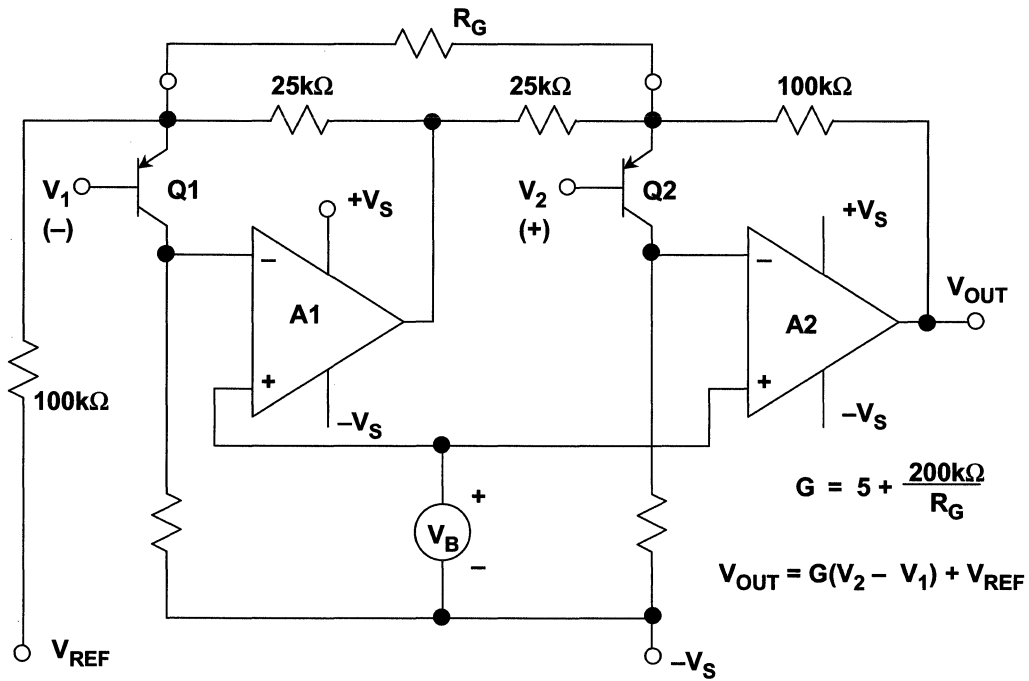 R_G
25kΩ
25kΩ
100kΩ
V_1
(–)
Q1
+V_S
V_2
(+)
Q2
+V_S
–
A1
+
–V_S
–
A2
+
–V_S
V_OUT
100kΩ
+
V_B
–
G = 5 + 200kΩ / R_G
V_OUT = G(V_2 – V_1) + V_REF
V_REF
–V_S